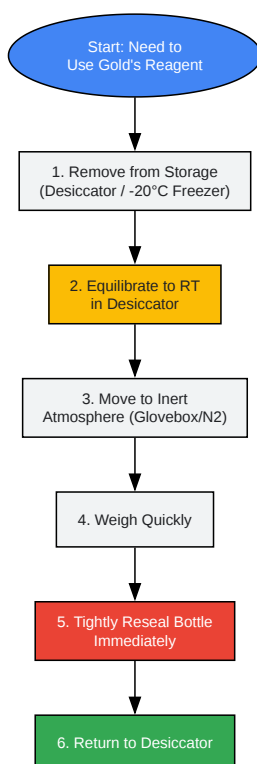 Start: Need to
Use Gold's Reagent
1. Remove from Storage
(Desiccator / -20°C Freezer)
2. Equilibrate to RT
in Desiccator
3. Move to Inert
Atmosphere (Glovebox/N2)
4. Weigh Quickly
5. Tightly Reseal Bottle
Immediately
6. Return to Desiccator